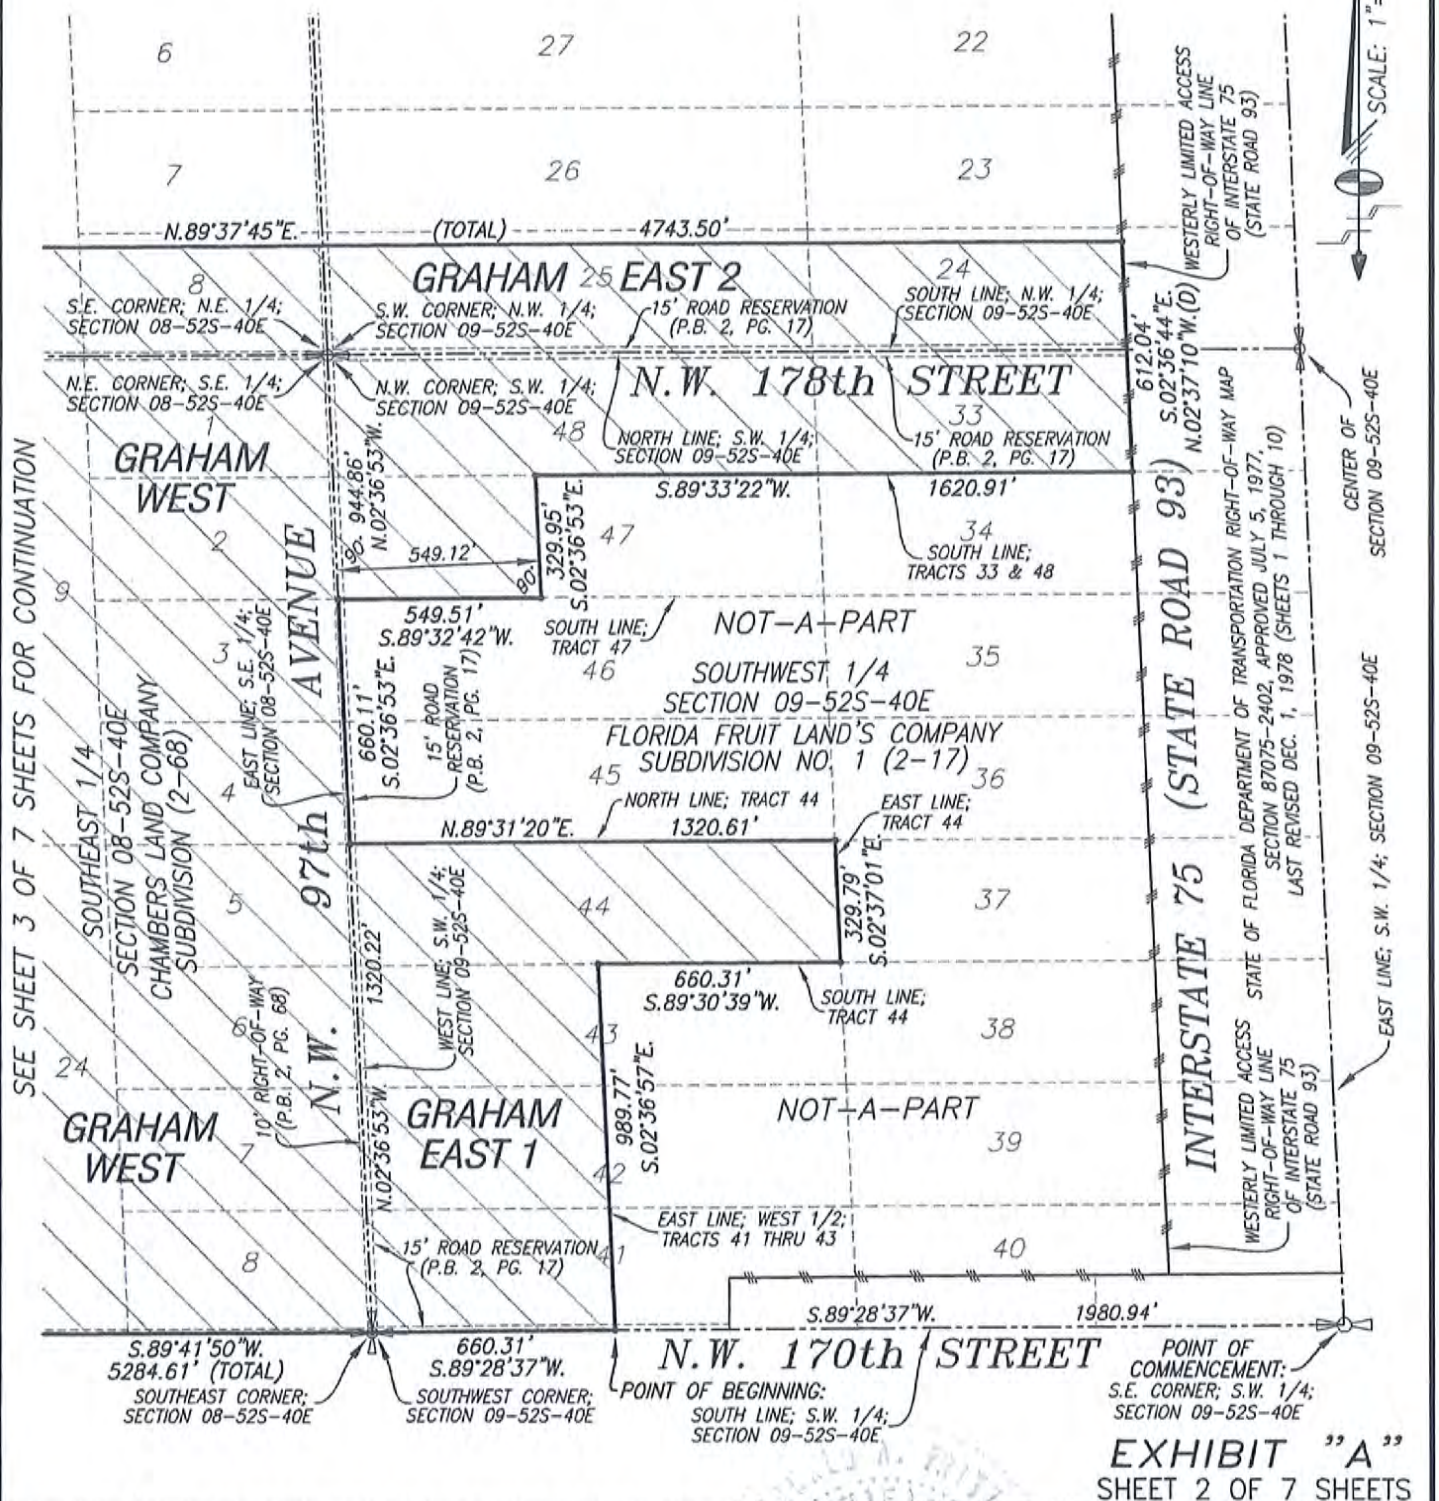 6
27
22
SCALE: 1"=
WESTERLY LIMITED ACCESS
RIGHT-OF-WAY LINE
OF INTERSTATE 75
(STATE ROAD 93)
7
26
23
N.89°37'45"E.
(TOTAL)
4743.50'
GRAHAM EAST 2
8
25
24
S.E. CORNER; N.E. 1/4;
SECTION 08-52S-40E
S.W. CORNER; N.W. 1/4;
SECTION 09-52S-40E
15' ROAD RESERVATION
(P.B. 2, PG. 17)
SOUTH LINE; N.W. 1/4;
SECTION 09-52S-40E
612.04'
S.02°36'44"E.
N.02°37'10"W.(D)
N.E. CORNER; S.E. 1/4;
SECTION 08-52S-40E
N.W. CORNER; S.W. 1/4;
SECTION 09-52S-40E
N.W. 178th STREET
1
48
33
NORTH LINE; S.W. 1/4;
SECTION 09-52S-40E
15' ROAD RESERVATION
(P.B. 2, PG. 17)
CENTER OF
SECTION 09-52S-40E
GRAHAM
WEST
944.86'
N.02°36'53"W.
S.89°33'22"W.
1620.91'
SEE SHEET 3 OF 7 SHEETS FOR CONTINUATION
2
90.
549.12'
90.
329.95'
S.02°36'53"E.
47
34
SOUTH LINE;
TRACTS 33 & 48
9
549.51'
S.89°32'42"W.
SOUTH LINE;
TRACT 47
NOT-A-PART
3
EAST LINE; S.E. 1/4;
SECTION 08-52S-40E
660.11'
S.02°36'53"E.
15' ROAD
RESERVATION
(P.B. 2, PG. 17)
46
35
SOUTHWEST 1/4
SECTION 09-52S-40E
FLORIDA FRUIT LAND'S COMPANY
SUBDIVISION NO. 1 (2-17)
SOUTHEAST 1/4
SECTION 08-52S-40E
CHAMBERS LAND COMPANY
SUBDIVISION (2-68)
4
45
36
NORTH LINE; TRACT 44
EAST LINE;
TRACT 44
N.89°31'20"E.
1320.61'
N.W. 97th AVENUE
5
44
37
329.79'
S.02°37'01"E.
1320.22'
WEST LINE; S.W. 1/4;
SECTION 09-52S-40E
660.31'
S.89°30'39"W.
SOUTH LINE;
TRACT 44
10' RIGHT-OF-WAY
(P.B. 2, PG. 68)
6
43
38
24
989.77'
S.02°36'57"E.
GRAHAM
WEST
N.02°36'53"W.
GRAHAM
EAST 1
NOT-A-PART
7
42
39
INTERSTATE 75 (STATE ROAD 93)
STATE OF FLORIDA DEPARTMENT OF TRANSPORTATION RIGHT-OF-WAY MAP
SECTION 87075-2402, APPROVED JULY 5, 1977,
LAST REVISED DEC. 1, 1978 (SHEETS 1 THROUGH 10)
EAST LINE; S.W. 1/4; SECTION 09-52S-40E
WESTERLY LIMITED ACCESS
RIGHT-OF-WAY LINE
OF INTERSTATE 75
(STATE ROAD 93)
EAST LINE; WEST 1/2;
TRACTS 41 THRU 43
8
15' ROAD RESERVATION
(P.B. 2, PG. 17)
41
40
S.89°28'37"W.
1980.94'
S.89°41'50"W.
5284.61' (TOTAL)
660.31'
S.89°28'37"W.
N.W. 170th STREET
SOUTHEAST CORNER;
SECTION 08-52S-40E
SOUTHWEST CORNER;
SECTION 09-52S-40E
POINT OF BEGINNING:
SOUTH LINE; S.W. 1/4;
SECTION 09-52S-40E
POINT OF
COMMENCEMENT:
S.E. CORNER; S.W. 1/4;
SECTION 09-52S-40E
EXHIBIT "A"
SHEET 2 OF 7 SHEETS